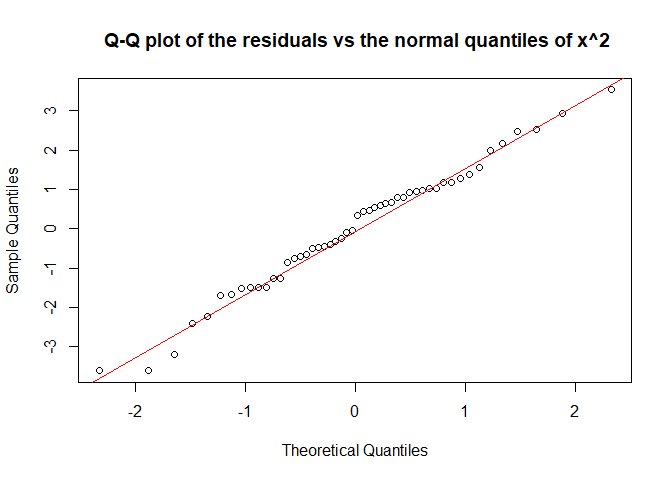 Q-Q plot of the residuals vs the normal quantiles of x^2
Sample Quantiles
3
2
1
0
-1
-2
-3
-2 -1 0 1 2
Theoretical Quantiles